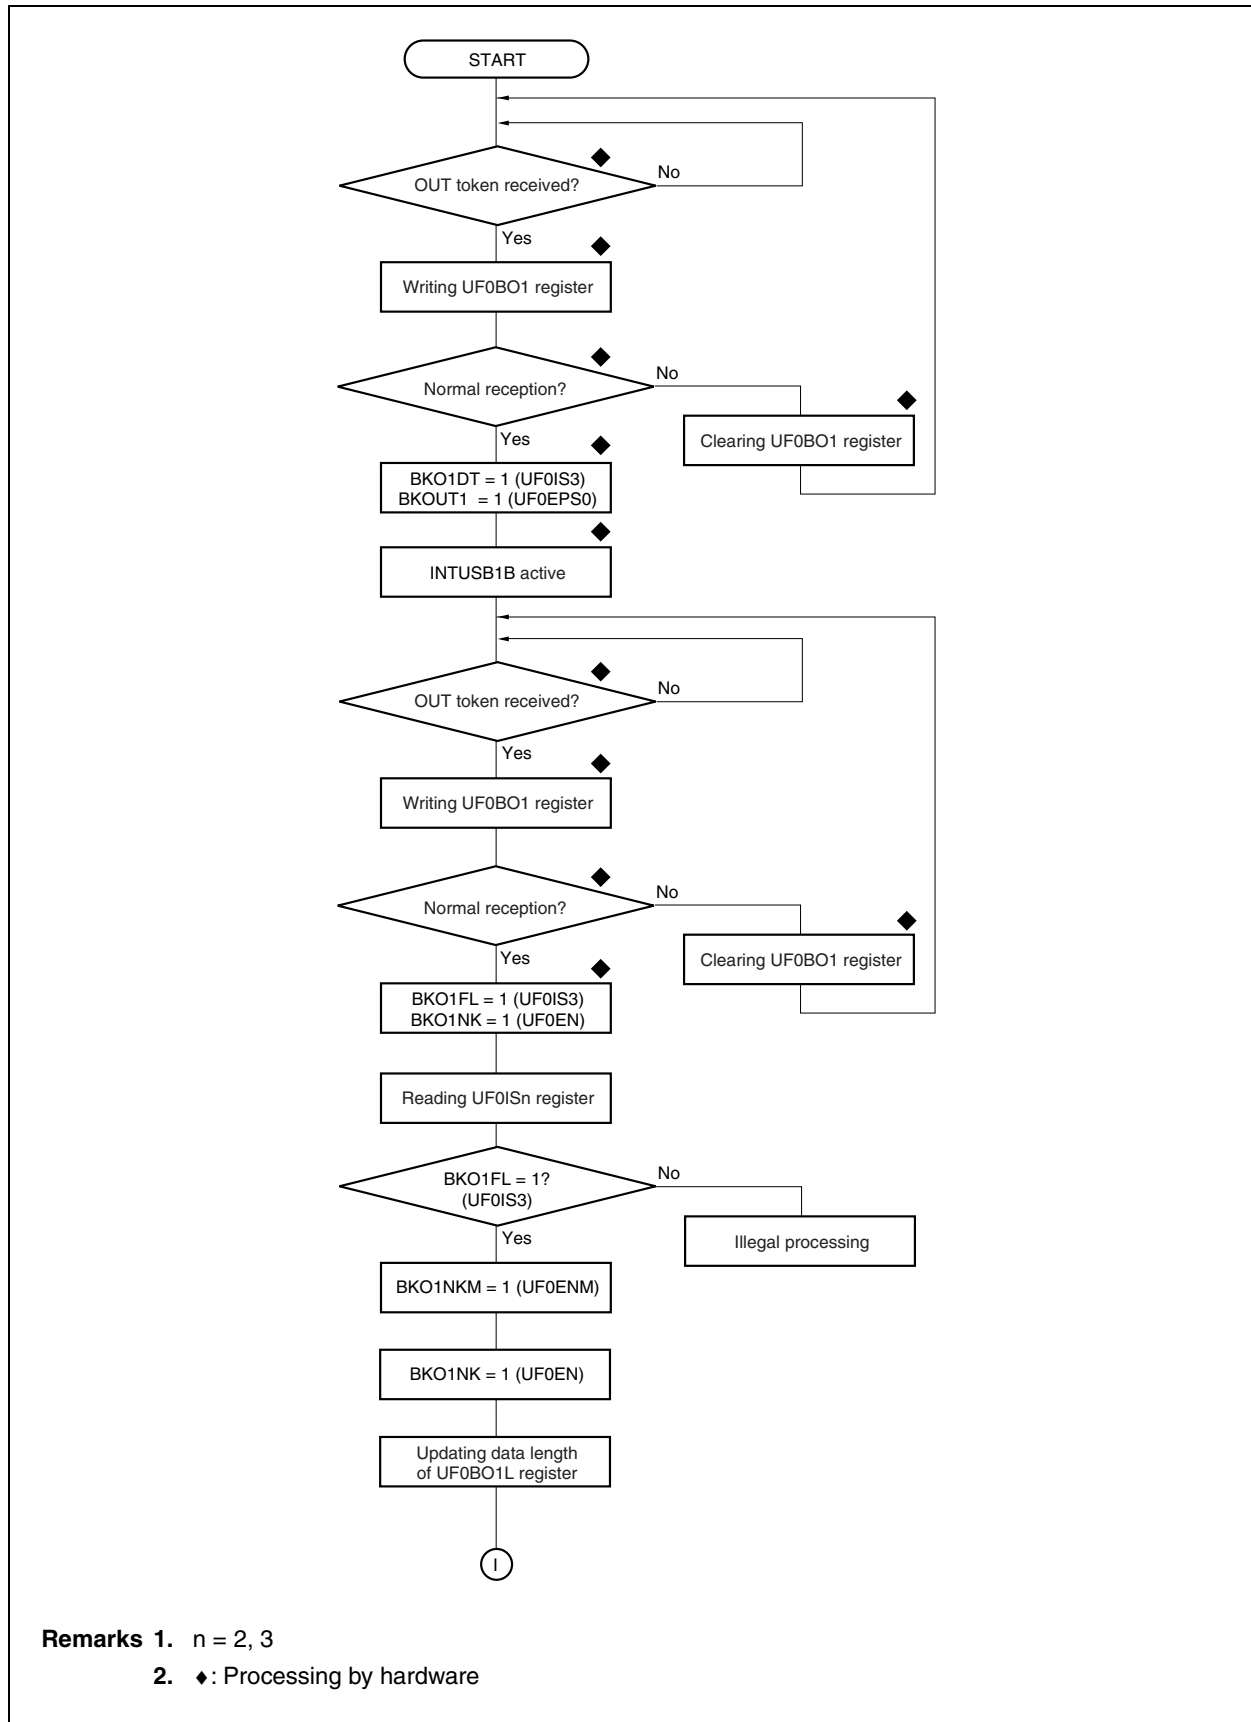 START
OUT token received?
No
Yes
Writing UF0BO1 register
Normal reception?
No
Yes
Clearing UF0BO1 register
BKO1DT = 1 (UF0IS3)
BKOUT1 = 1 (UF0EPS0)
INTUSB1B active
OUT token received?
No
Yes
Writing UF0BO1 register
Normal reception?
No
Yes
Clearing UF0BO1 register
BKO1FL = 1 (UF0IS3)
BKO1NK = 1 (UF0EN)
Reading UF0ISn register
BKO1FL = 1?
(UF0IS3)
No
Yes
Illegal processing
BKO1NKM = 1 (UF0ENM)
BKO1NK = 1 (UF0EN)
Updating data length
of UF0BO1L register
I
Remarks 1. n = 2, 3
2. ♦: Processing by hardware